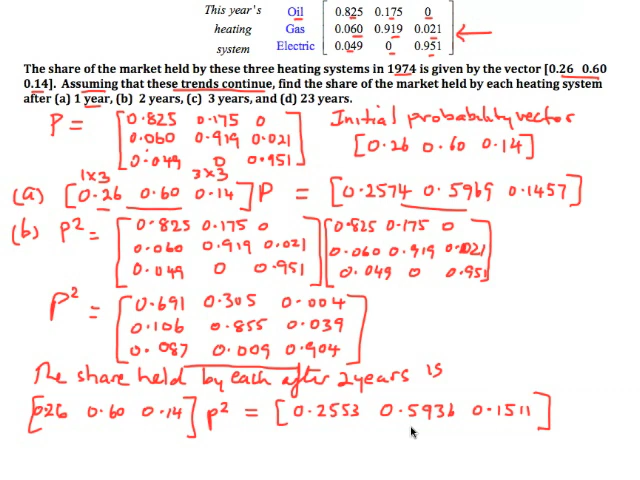 This year's Oil 0.825 0.175 0
heating Gas 0.060 0.919 0.021
system Electric 0.049 0 0.951
The share of the market held by these three heating systems in 1974 is given by the vector [0.26 0.60
0.14]. Assuming that these trends continue, find the share of the market held by each heating system
after (a) 1 year, (b) 2 years, (c) 3 years, and (d) 23 years.
P = [0.825 0.175 0 Initial probability vector
0.060 0.919 0.021 [0.26 0.60 0.14]
0.049 0 0.951]
1x3 3x3
(a) [0.26 0.60 0.14] P = [0.2574 0.5969 0.1457]
(b) P² = [0.825 0.175 0 [0.825 0.175 0
0.060 0.919 0.021 0.060 0.919 0.021
0.049 0 0.951] 0.049 0 0.951]
P² = [0.691 0.305 0.004
0.106 0.855 0.039
0.087 0.009 0.904]
The share held by each after 2 years is
[0.26 0.60 0.14] P² = [0.2553 0.5936 0.1511]